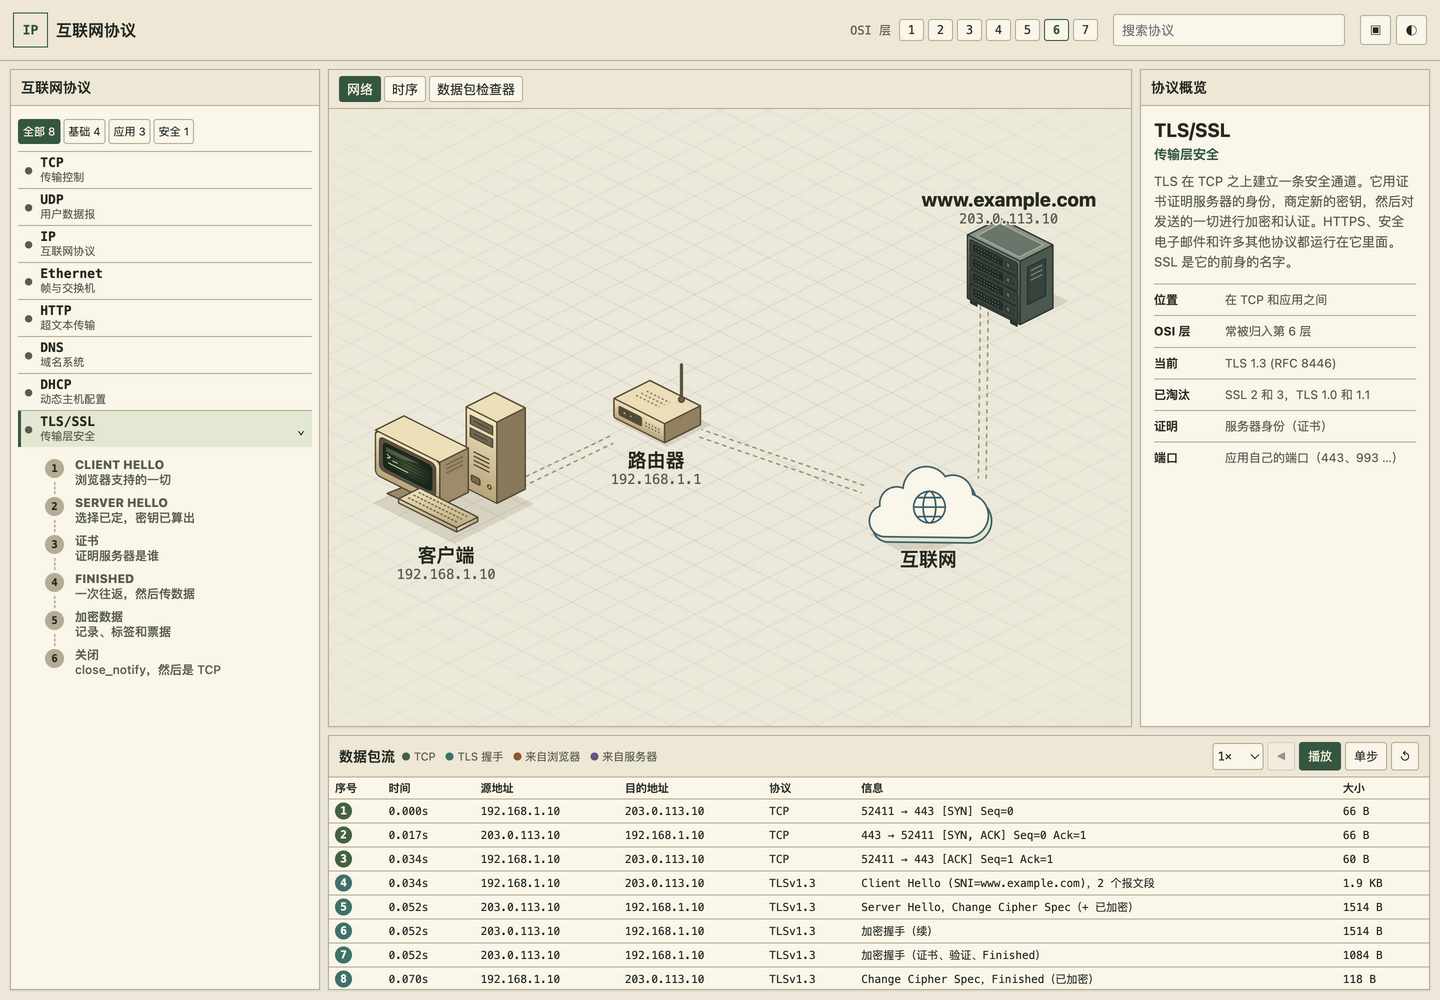 IP 互联网协议
OSI 层 1 2 3 4 5 6 7 搜索协议
互联网协议
全部 8 基础 4 应用 3 安全 1
TCP
传输控制
UDP
用户数据报
IP
互联网协议
Ethernet
帧与交换机
HTTP
超文本传输
DNS
域名系统
DHCP
动态主机配置
TLS/SSL
传输层安全
1 CLIENT HELLO
浏览器支持的一切
2 SERVER HELLO
选择已定，密钥已算出
3 证书
证明服务器是谁
4 FINISHED
一次往返，然后传数据
5 加密数据
记录、标签和票据
6 关闭
close_notify，然后是 TCP
网络 时序 数据包检查器
www.example.com
203.0.113.10
路由器
192.168.1.1
客户端
192.168.1.10
互联网
协议概览
TLS/SSL
传输层安全
TLS 在 TCP 之上建立一条安全通道。它用证
书证明服务器的身份，商定新的密钥，然后对
发送的一切进行加密和认证。HTTPS、安全
电子邮件和许多其他协议都运行在它里面。
SSL 是它的前身的名字。
位置 在 TCP 和应用之间
OSI 层 常被归入第 6 层
当前 TLS 1.3 (RFC 8446)
已淘汰 SSL 2 和 3，TLS 1.0 和 1.1
证明 服务器身份（证书）
端口 应用自己的端口（443、993 …）
数据包流 TCP TLS 握手 来自浏览器 来自服务器 1× 播放 单步
序号 时间 源地址 目的地址 协议 信息 大小
1 0.000s 192.168.1.10 203.0.113.10 TCP 52411 → 443 [SYN] Seq=0 66 B
2 0.017s 203.0.113.10 192.168.1.10 TCP 443 → 52411 [SYN, ACK] Seq=0 Ack=1 66 B
3 0.034s 192.168.1.10 203.0.113.10 TCP 52411 → 443 [ACK] Seq=1 Ack=1 60 B
4 0.034s 192.168.1.10 203.0.113.10 TLSv1.3 Client Hello (SNI=www.example.com)，2 个报文段 1.9 KB
5 0.052s 203.0.113.10 192.168.1.10 TLSv1.3 Server Hello，Change Cipher Spec（+ 已加密） 1514 B
6 0.052s 203.0.113.10 192.168.1.10 TLSv1.3 加密握手（续） 1514 B
7 0.052s 203.0.113.10 192.168.1.10 TLSv1.3 加密握手（证书、验证、Finished） 1084 B
8 0.070s 192.168.1.10 203.0.113.10 TLSv1.3 Change Cipher Spec，Finished（已加密） 118 B